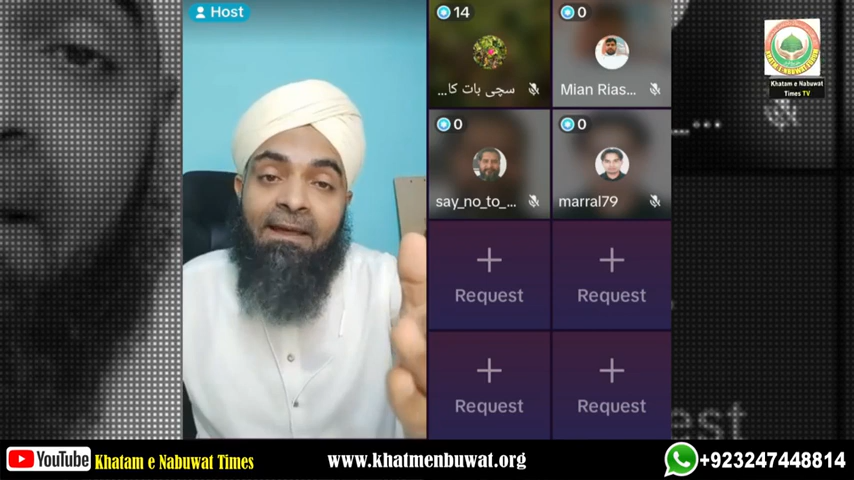 Host
14
سچی بات کا...
0
Mian Rias...
Khatam e Nabuwat
Times TV
0
say_no_to_...
0
marral79
Request
Request
Request
Request
YouTube Khatam e Nabuwat Times
www.khatmenbuwat.org
+923247448814